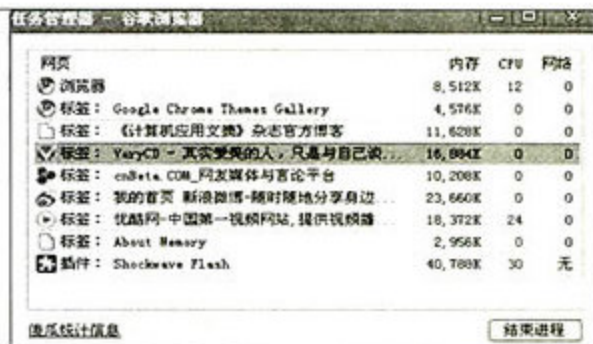 任务管理器 - 谷歌浏览器
网页 内存 CPU 网络
浏览器 8,512K 12 0
标签： Google Chrome Themes Gallery 4,576K 0 0
标签： 《计算机应用文摘》杂志官方博客 11,628K 0 0
标签： VeryCD - 其实爱美的人，只是与自己谈... 16,884K 0 0
标签： cnBeta.COM_网友媒体与言论平台 10,208K 0 0
标签： 我的首页 新浪微博-随时随地分享身边... 23,660K 0 0
标签： 优酷网-中国第一视频网站,提供视频播... 18,372K 24 0
标签： About Memory 2,956K 0 0
插件： Shockwave Flash 40,788K 30 无
傻瓜统计信息 结束进程